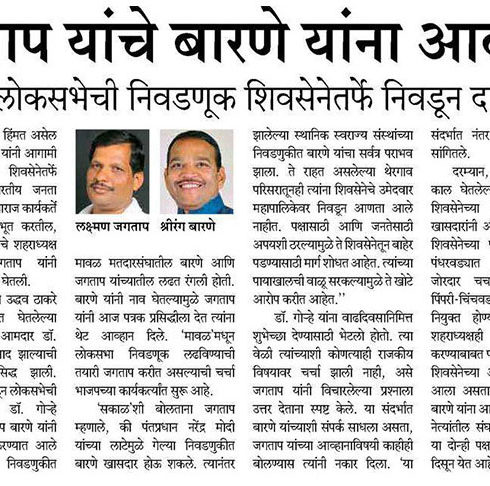 ताप यांचे बारणे यांना आव
लोकसभेची निवडणूक शिवसेनेतर्फे निवडून द
हिंमत असेल
यांनी आगामी
शिवसेनेतर्फे
रतीय जनता
कार्यकर्ते
भूत करतील,
चे शहराध्यक्ष
ताप यांनी
घेतली.
उद्धव ठाकरे
घेतलेल्या
आमदार डॉ.
झाल्याची
सिद्ध झाली.
लोकसभेची
डॉ. गोऱ्हे
बारणे यांनी
करण्यात आले
निवडणुकीत
लक्ष्मण जगताप
श्रीरंग बारणे
मावळ मतदारसंघातील बारणे आणि
जगताप यांच्यातील लढत रंगली होती.
बारणे यांनी नाव घेतल्यामुळे जगताप
यांनी आज पत्रक प्रसिद्धीला देत त्यांना
थेट आव्हान दिले. 'मावळ'मधून
लोकसभा निवडणूक लढविण्याची
तयारी जगताप करीत असल्याची चर्चा
भाजपच्या कार्यकर्त्यांत सुरू आहे.
'सकाळ'शी बोलताना जगताप
म्हणाले, की पंतप्रधान नरेंद्र मोदी
यांच्या लाटेमुळे गेल्या निवडणुकीत
बारणे खासदार होऊ शकले. त्यानंतर
झालेल्या स्थानिक स्वराज्य संस्थांच्या
निवडणुकीत बारणे यांचा सर्वत्र पराभव
झाला. ते राहत असलेल्या थेरगाव
परिसरातूनही त्यांना शिवसेनेचे उमेदवार
महापालिकेवर निवडून आणता आले
नाहीत. पक्षासाठी आणि जनतेसाठी
अपयशी ठरल्यामुळे ते शिवसेनेतून बाहेर
पडण्यासाठी मार्ग शोधत आहेत. त्यांच्या
पायाखालची वाळू सरकल्यामुळे ते खोटे
आरोप करीत आहेत.''
डॉ. गोऱ्हे यांना वाढदिवसानिमित्त
शुभेच्छा देण्यासाठी भेटलो होतो. त्या
वेळी त्यांच्याशी कोणत्याही राजकीय
विषयावर चर्चा झाली नाही, असे
जगताप यांनी विचारलेल्या प्रश्नाला
उत्तर देताना स्पष्ट केले. या संदर्भात
बारणे यांच्याशी संपर्क साधला असता,
जगताप यांच्या आव्हानाविषयी काहीही
बोलण्यास त्यांनी नकार दिला. 'या
संदर्भात नंतर
सांगितले.
दरम्यान,
काल घेतलेल
शिवसेनेच्या
खासदारांनी अ
शिवसेनेच्या
पंधरवड्यात
जोरदार चच
पिंपरी-चिंचवड
नियुक्त होण
शहराध्यक्षही
करण्याबाबत प
शिवसेनेच्या
आला असता
बारणे यांना अ
नेत्यांतील संघ
या दोन्ही पक्ष
दिसून येत आहे